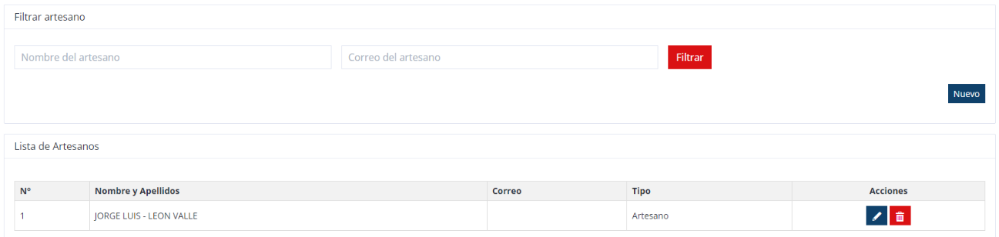 Filtrar artesano
Nombre del artesano Correo del artesano Filtrar
Nuevo
Lista de Artesanos
Nº Nombre y Apellidos Correo Tipo Acciones
1 JORGE LUIS - LEON VALLE Artesano